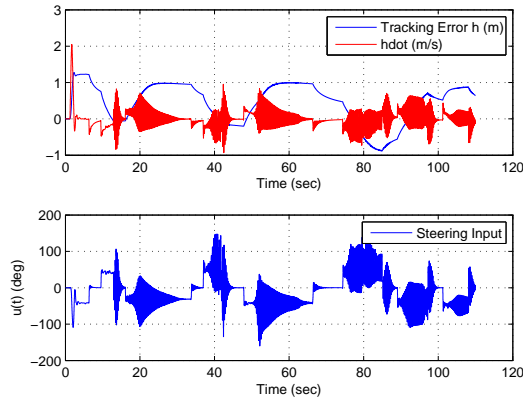 3
2
1
0
−1
0 20 40 60 80 100 120
Time (sec)
Tracking Error h (m)
hdot (m/s)
200
100
0
−100
−200
0 20 40 60 80 100 120
Time (sec)
u(t) (deg)
Steering Input